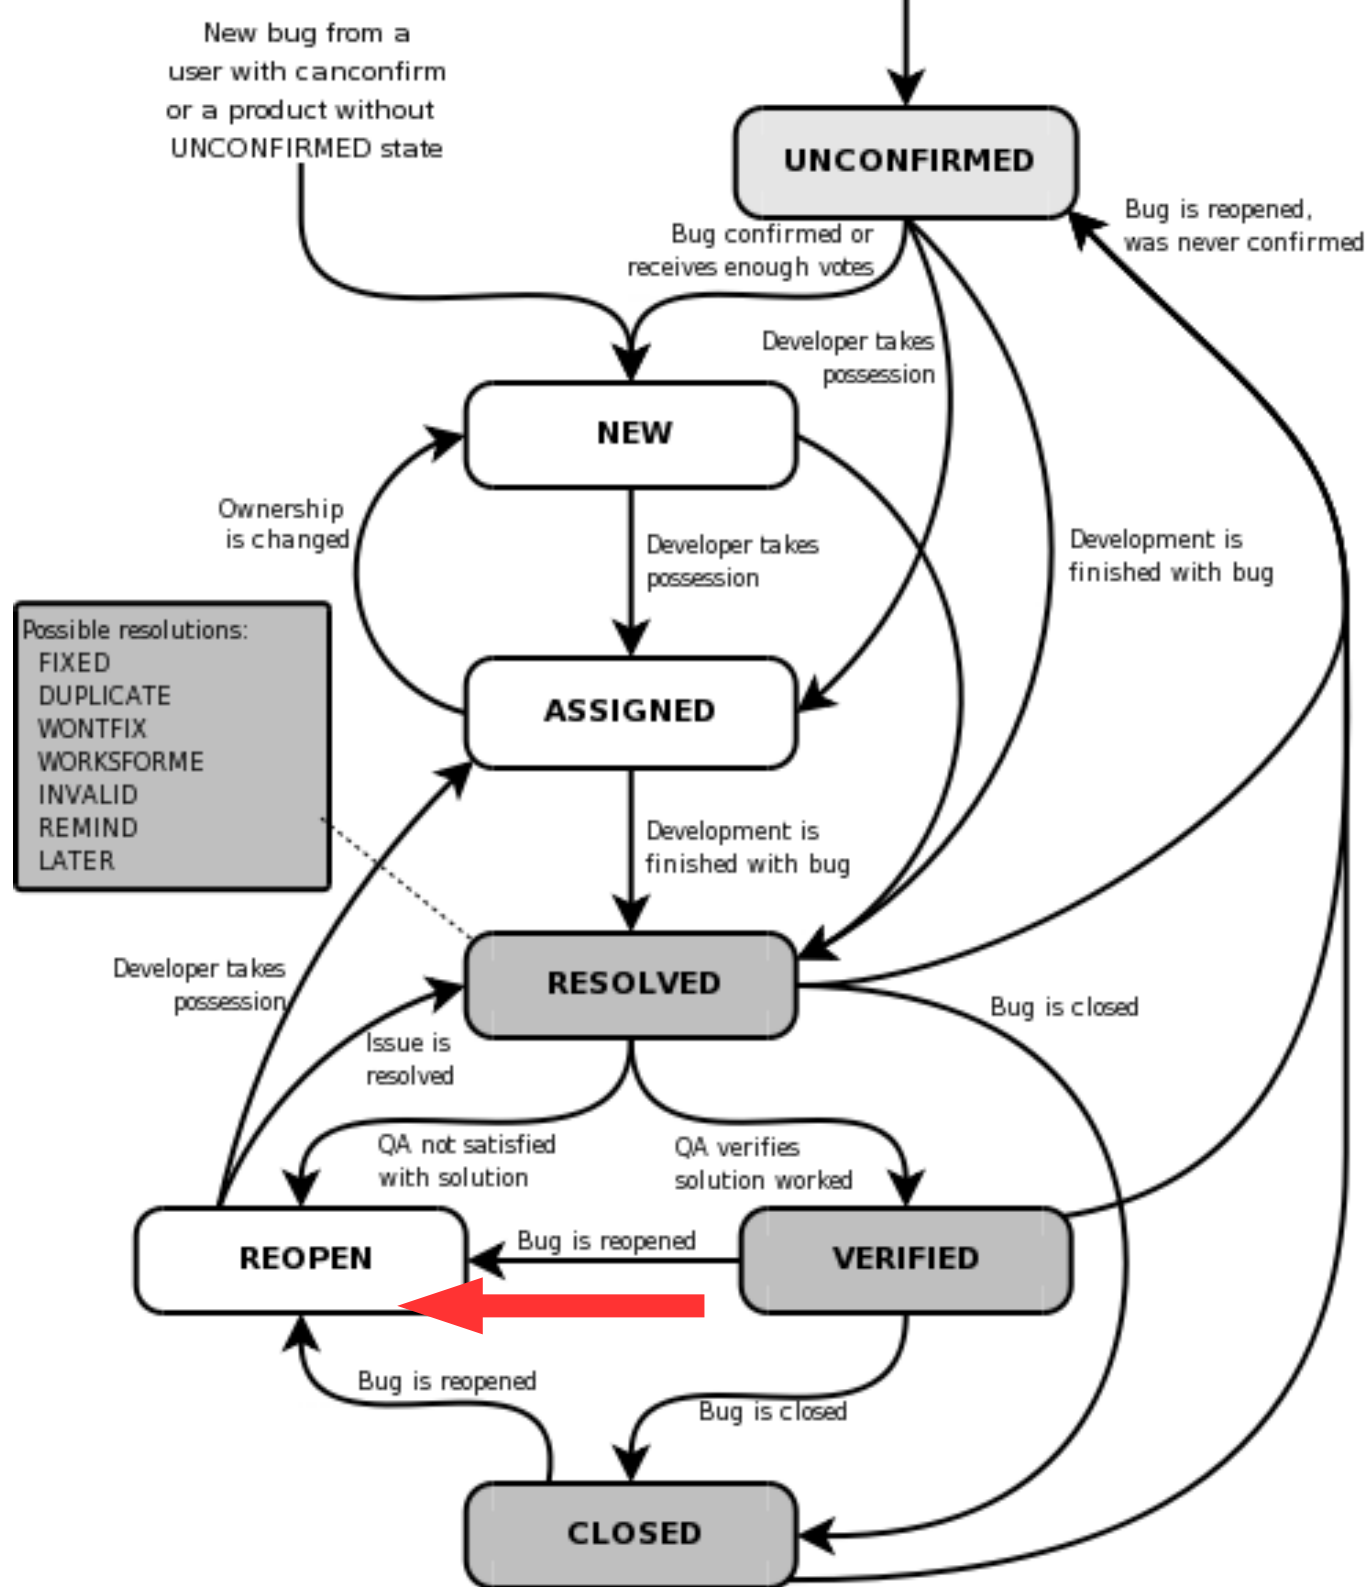 New bug from a
user with canconfirm
or a product without
UNCONFIRMED state
UNCONFIRMED
Bug is reopened,
was never confirmed
Bug confirmed or
receives enough votes
Developer takes
possession
NEW
Ownership
is changed
Developer takes
possession
Development is
finished with bug
Possible resolutions:
FIXED
DUPLICATE
WONTFIX
WORKSFORME
INVALID
REMIND
LATER
ASSIGNED
Development is
finished with bug
Developer takes
possession
RESOLVED
Bug is closed
Issue is
resolved
QA not satisfied
with solution
QA verifies
solution worked
REOPEN
Bug is reopened
VERIFIED
Bug is reopened
Bug is closed
CLOSED